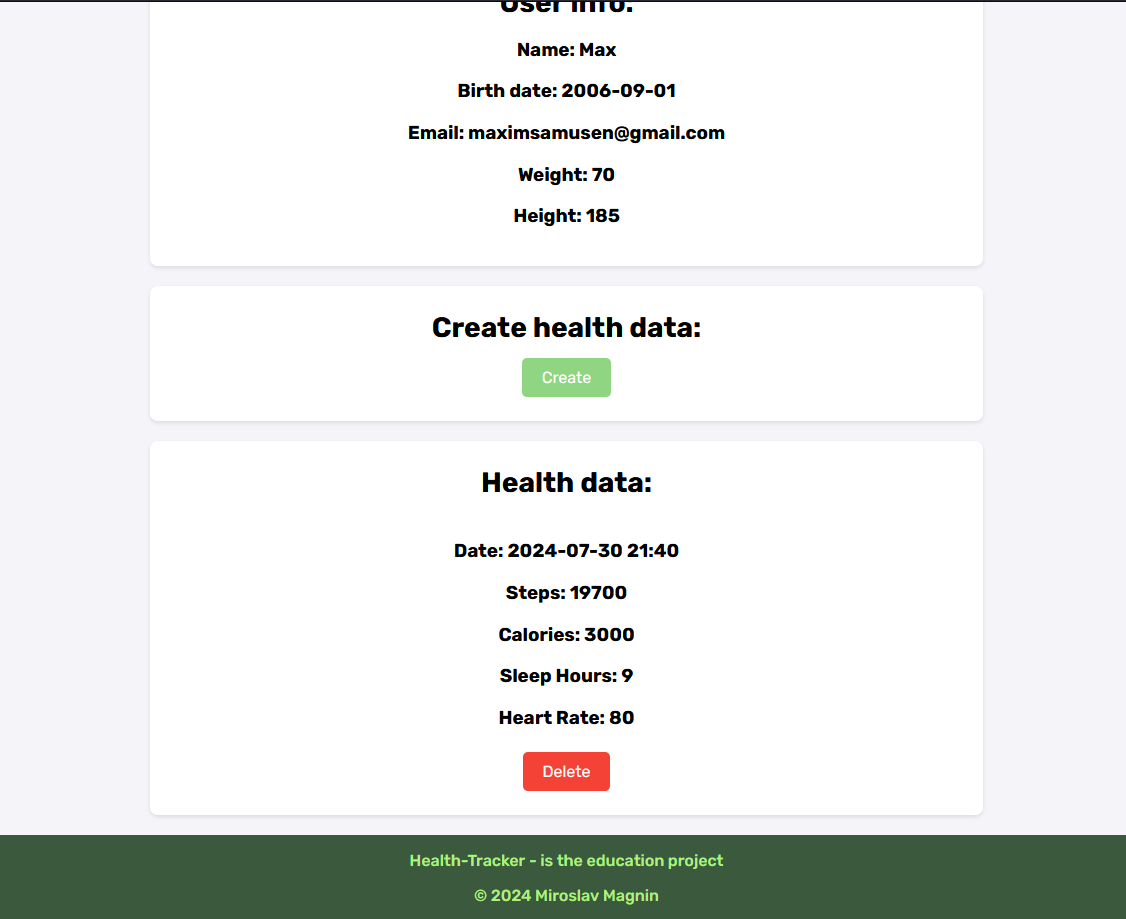 User info:
Name: Max
Birth date: 2006-09-01
Email: maximsamusen@gmail.com
Weight: 70
Height: 185
Create health data:
Create
Health data:
Date: 2024-07-30 21:40
Steps: 19700
Calories: 3000
Sleep Hours: 9
Heart Rate: 80
Delete
Health-Tracker - is the education project
© 2024 Miroslav Magnin